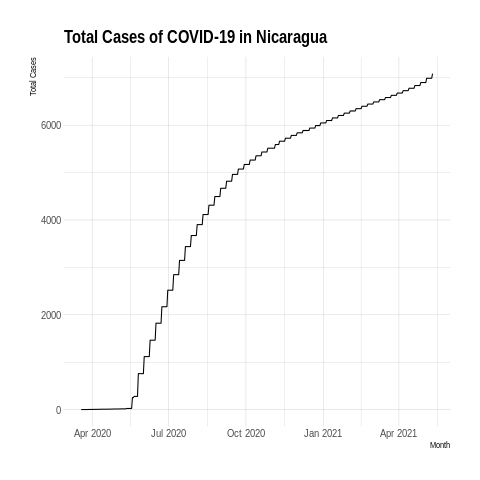 Total Cases of COVID-19 in Nicaragua
Total Cases
6000
4000
2000
0
Apr 2020 Jul 2020 Oct 2020 Jan 2021 Apr 2021
Month